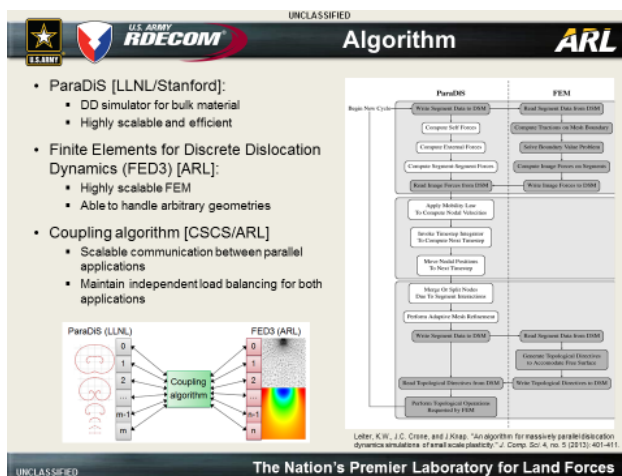 UNCLASSIFIED
U.S. ARMY
RDECOM
U.S. ARMY
Algorithm
ARL
• ParaDiS [LLNL/Stanford]:
▪ DD simulator for bulk material
▪ Highly scalable and efficient
• Finite Elements for Discrete Dislocation
Dynamics (FED3) [ARL]:
▪ Highly scalable FEM
▪ Able to handle arbitrary geometries
• Coupling algorithm [CSCS/ARL]
▪ Scalable communication between parallel
applications
▪ Maintain independent load balancing for both
applications
ParaDiS (LLNL)
FED3 (ARL)
0
1
2
...
m-1
m
Coupling
algorithm
0
1
2
...
n-1
n
ParaDiS
FEM
Begin New Cycle
Write Segment Data to DSM
Read Segment Data from DSM
Compute Self Forces
Compute Tractions on Mesh Boundary
Compute External Forces
Solve Boundary Value Problem
Compute Segment-Segment Forces
Compute Image Forces on Segments
Read Image Forces from DSM
Write Image Forces to DSM
Apply Mobility Law
To Compute Nodal Velocities
Invoke Timestep Integrator
To Compute Next Timestep
Move Nodal Positions
To Next Timestep
Merge Or Split Nodes
Due To Segment Interactions
Perform Adaptive Mesh Refinement
Write Segment Data to DSM
Read Segment Data from DSM
Generate Topological Directives
To Accomodate Free Surface
Read Topological Directives from DSM
Write Topological Directives to DSM
Perform Topological Operations
Requested by FEM
Leiter, K.W., J.C. Crone, and J.Knap. "An algorithm for massively parallel dislocation
dynamics simulations of small scale plasticity." J. Comp. Sci. 4, no. 5 (2013): 401-411.
UNCLASSIFIED
The Nation's Premier Laboratory for Land Forces